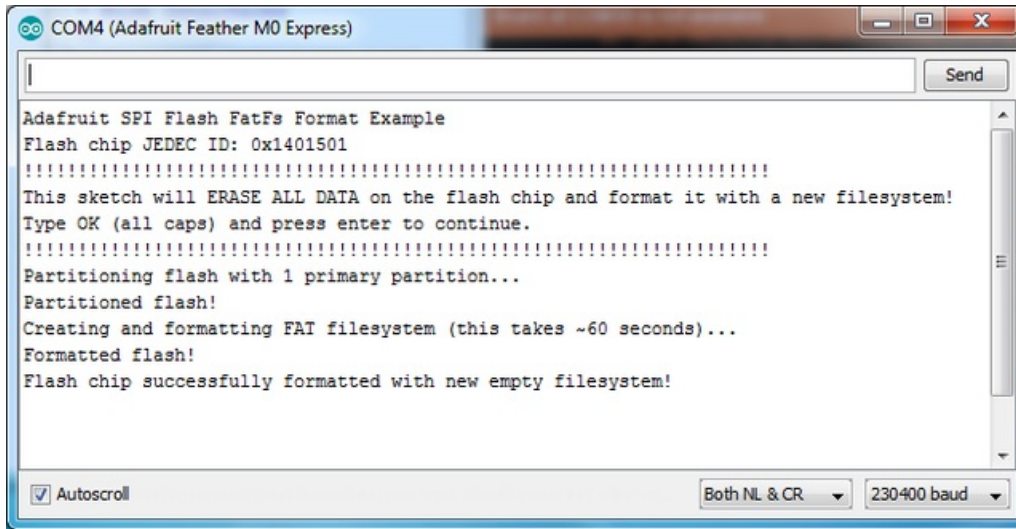 COM4 (Adafruit Feather M0 Express)
Send
Adafruit SPI Flash FatFs Format Example
Flash chip JEDEC ID: 0x1401501
!!!!!!!!!!!!!!!!!!!!!!!!!!!!!!!!!!!!!!!!!!!!!!!!!!!!!!!!!!!!!!!!!!!!!!
This sketch will ERASE ALL DATA on the flash chip and format it with a new filesystem!
Type OK (all caps) and press enter to continue.
!!!!!!!!!!!!!!!!!!!!!!!!!!!!!!!!!!!!!!!!!!!!!!!!!!!!!!!!!!!!!!!!!!!!!!
Partitioning flash with 1 primary partition...
Partitioned flash!
Creating and formatting FAT filesystem (this takes ~60 seconds)...
Formatted flash!
Flash chip successfully formatted with new empty filesystem!
Autoscroll
Both NL & CR
230400 baud